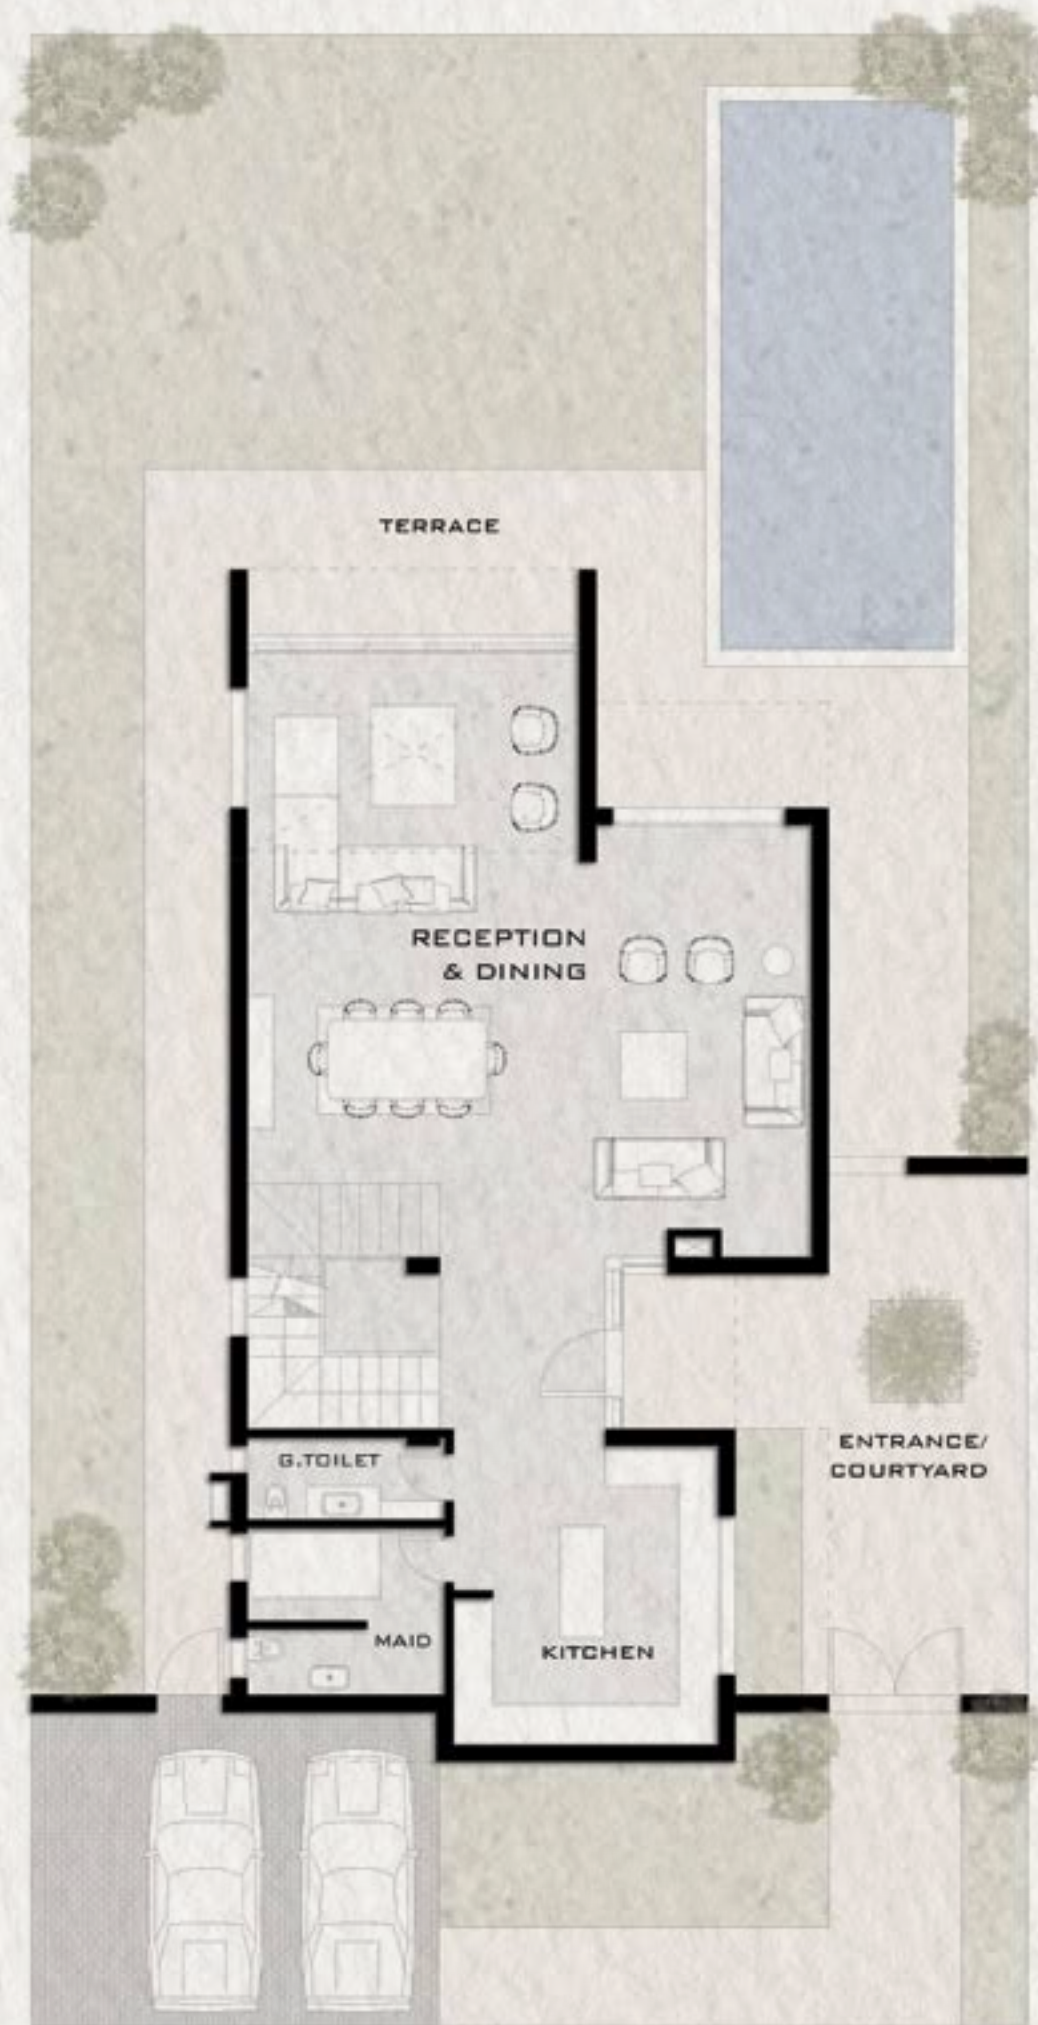 TERRACE
RECEPTION
& DINING
ENTRANCE/
COURTYARD
G.TOILET
MAID
KITCHEN